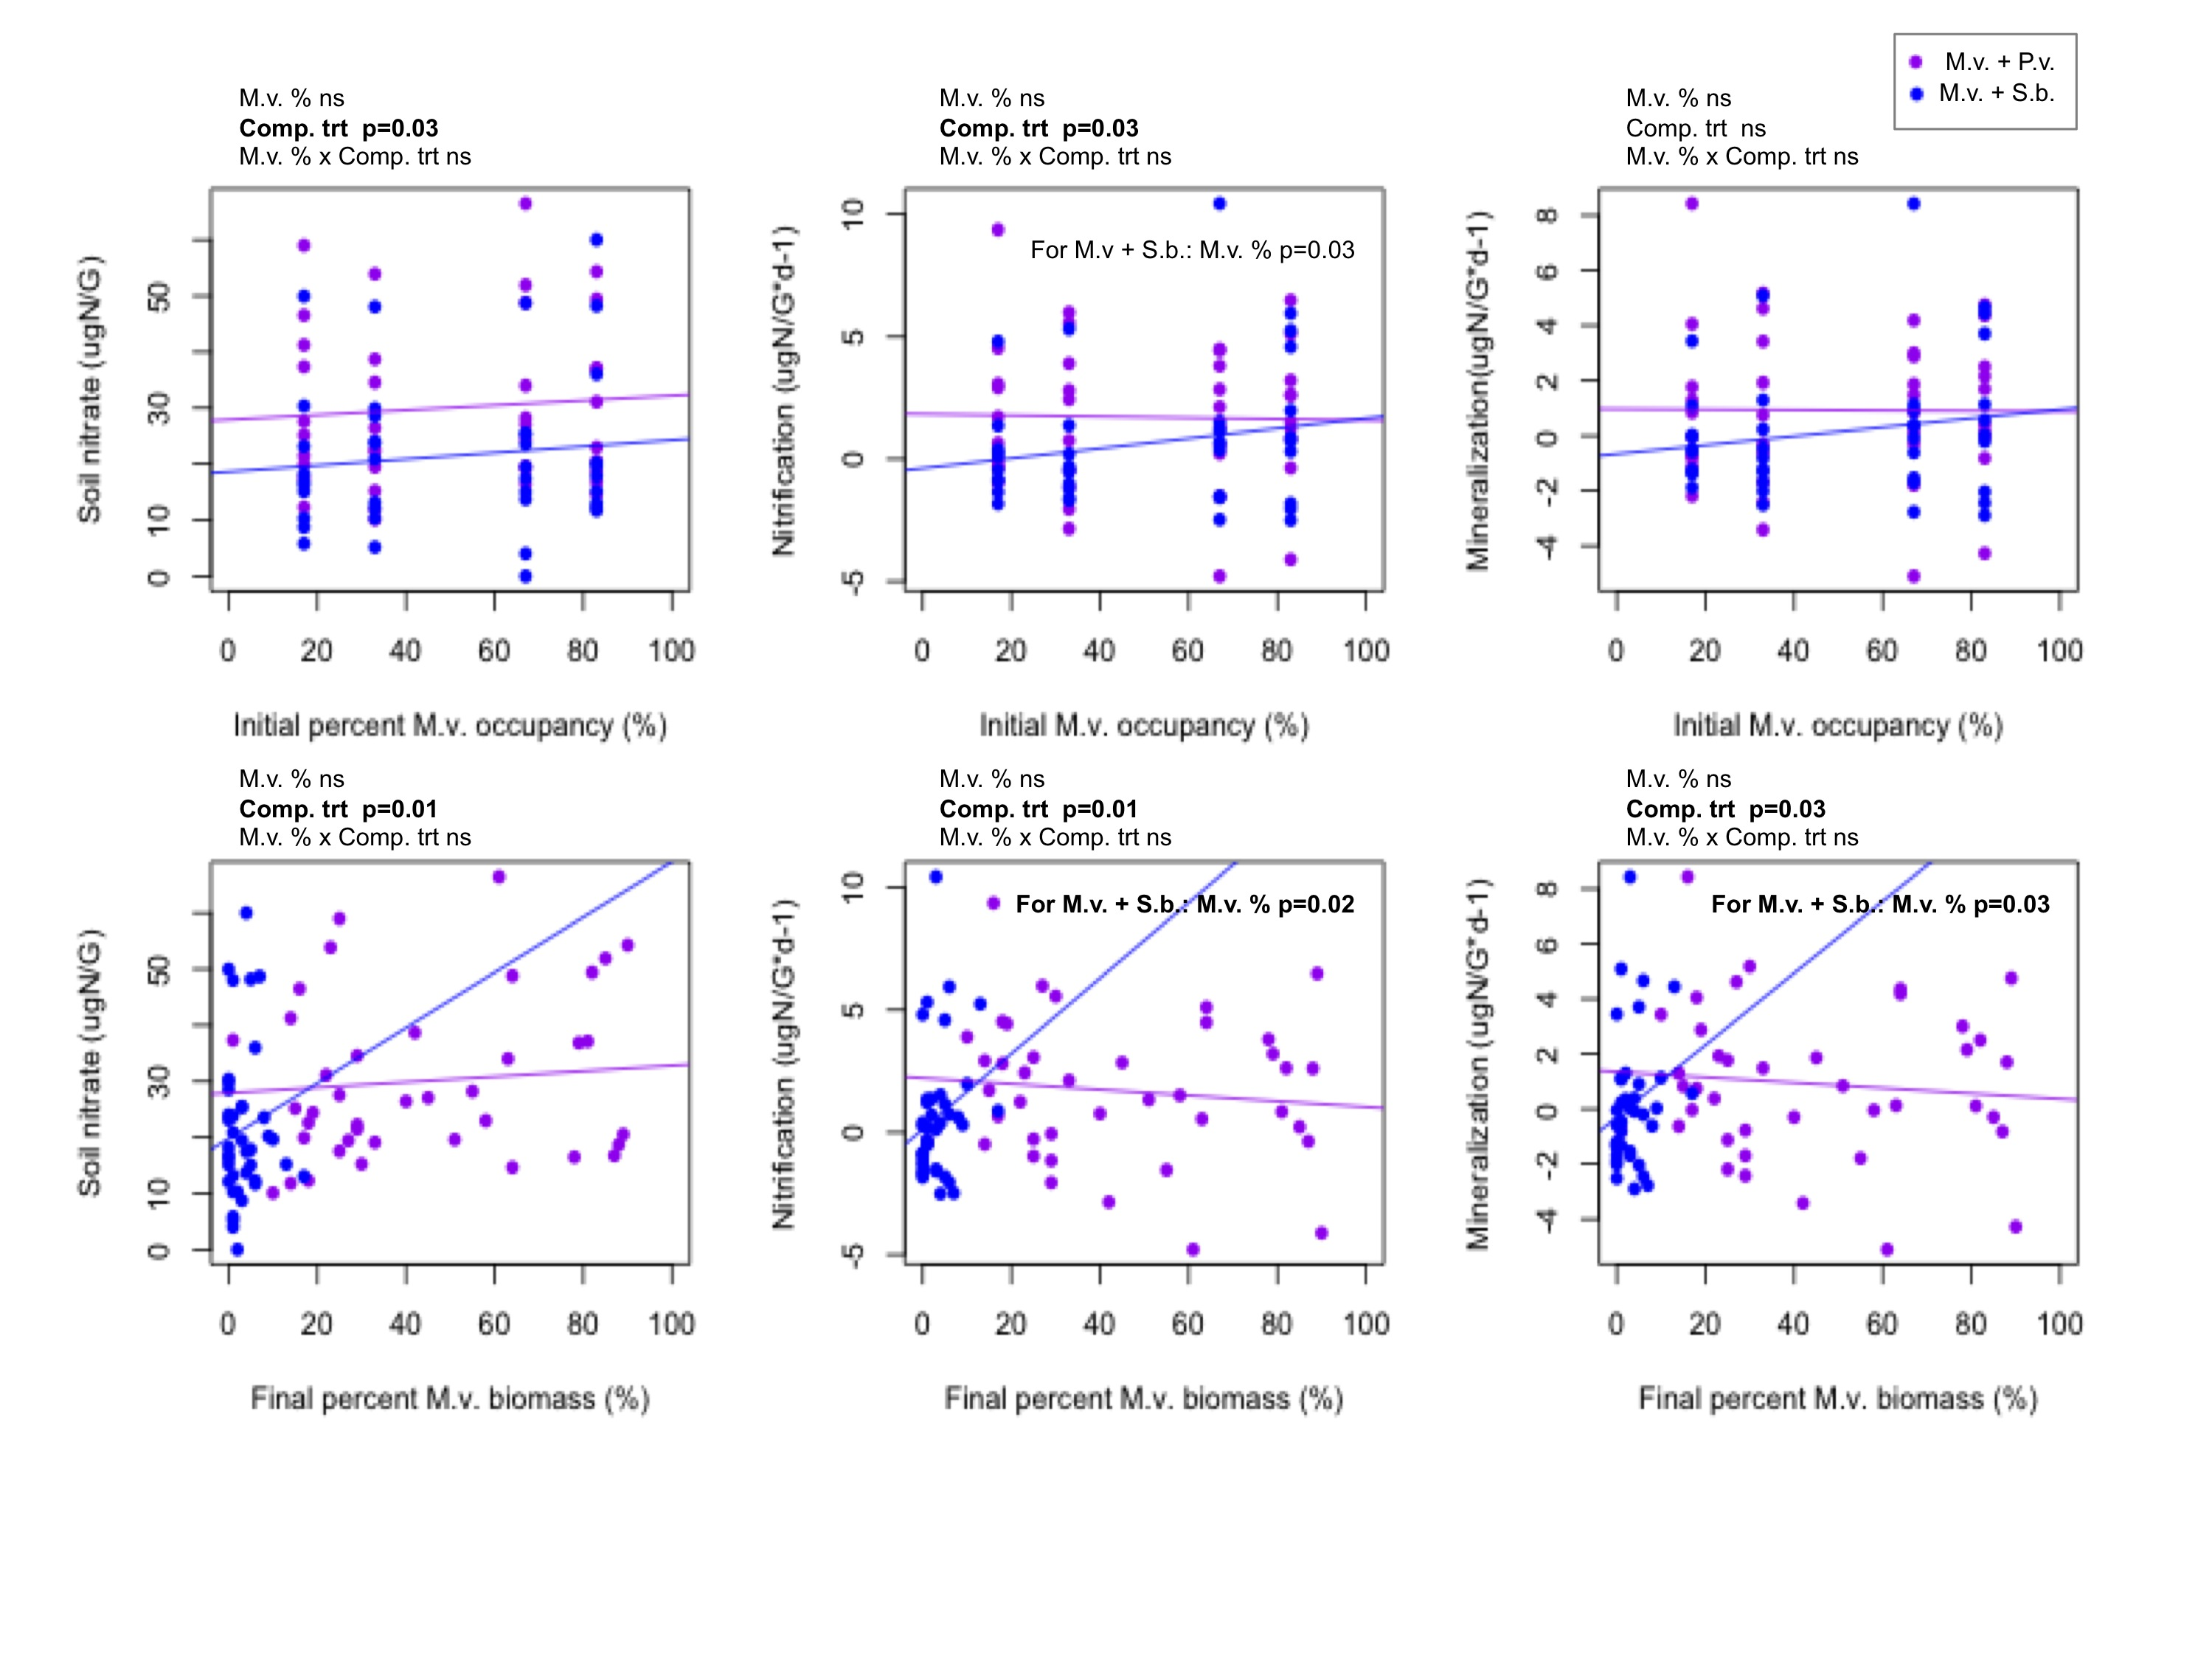 M.v. + P.v.
M.v. + S.b.
M.v. % ns
Comp. trt p=0.03
M.v. % x Comp. trt ns
M.v. % ns
Comp. trt p=0.03
M.v. % x Comp. trt ns
M.v. % ns
Comp. trt ns
M.v. % x Comp. trt ns
Soil nitrate (ugN/G)
0 10 30 50
0 20 40 60 80 100
Initial percent M.v. occupancy (%)
Nitrification (ugN/G*d-1)
-5 0 5 10
For M.v + S.b.: M.v. % p=0.03
0 20 40 60 80 100
Initial M.v. occupancy (%)
Mineralization(ugN/G*d-1)
-4 -2 0 2 4 6 8
0 20 40 60 80 100
Initial M.v. occupancy (%)
M.v. % ns
Comp. trt p=0.01
M.v. % x Comp. trt ns
M.v. % ns
Comp. trt p=0.01
M.v. % x Comp. trt ns
M.v. % ns
Comp. trt p=0.03
M.v. % x Comp. trt ns
Soil nitrate (ugN/G)
0 10 30 50
0 20 40 60 80 100
Final percent M.v. biomass (%)
Nitrification (ugN/G*d-1)
-5 0 5 10
For M.v. + S.b.: M.v. % p=0.02
0 20 40 60 80 100
Final percent M.v. biomass (%)
Mineralization (ugN/G*d-1)
-4 -2 0 2 4 6 8
For M.v. + S.b.: M.v. % p=0.03
0 20 40 60 80 100
Final percent M.v. biomass (%)